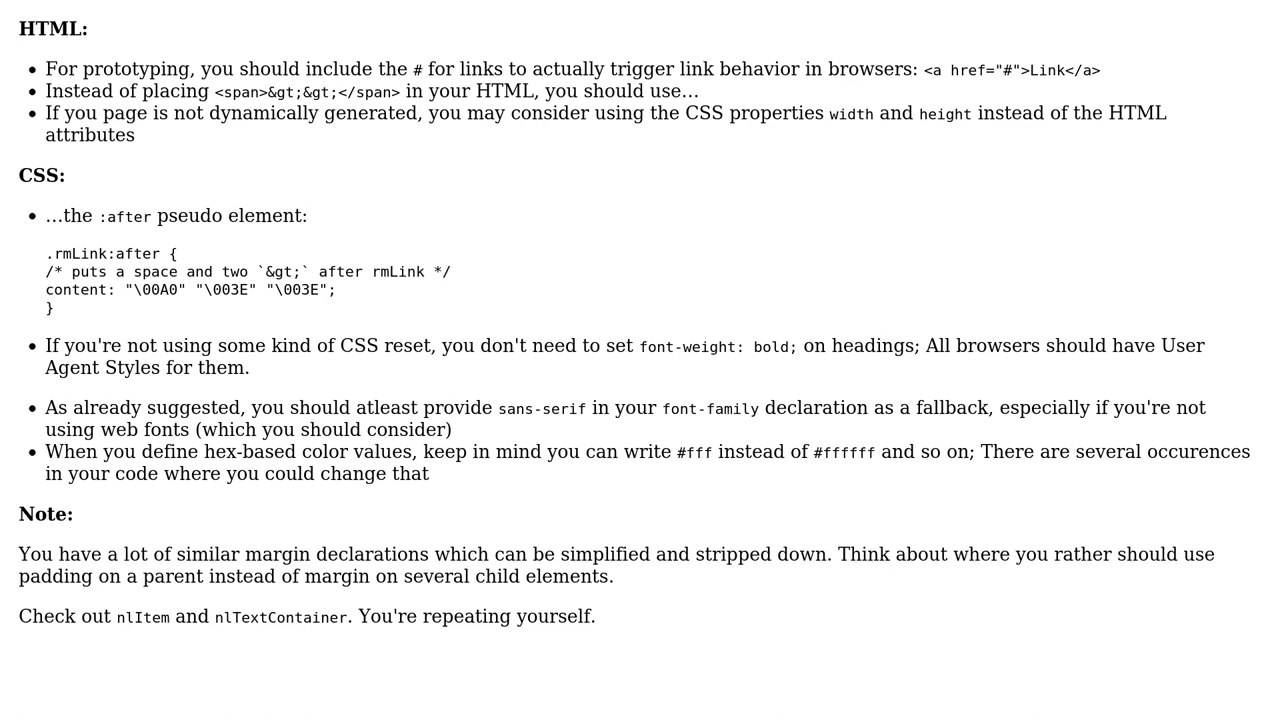 HTML:
• For prototyping, you should include the # for links to actually trigger link behavior in browsers: <a href="#">Link</a>
• Instead of placing <span>&gt;&gt;</span> in your HTML, you should use…
• If you page is not dynamically generated, you may consider using the CSS properties width and height instead of the HTML
attributes
CSS:
• …the :after pseudo element:
.rmLink:after {
/* puts a space and two `&gt;` after rmLink */
content: "\00A0" "\003E" "\003E";
}
• If you're not using some kind of CSS reset, you don't need to set font-weight: bold; on headings; All browsers should have User
Agent Styles for them.
• As already suggested, you should atleast provide sans-serif in your font-family declaration as a fallback, especially if you're not
using web fonts (which you should consider)
• When you define hex-based color values, keep in mind you can write #fff instead of #ffffff and so on; There are several occurences
in your code where you could change that
Note:
You have a lot of similar margin declarations which can be simplified and stripped down. Think about where you rather should use
padding on a parent instead of margin on several child elements.
Check out nlItem and nlTextContainer. You're repeating yourself.